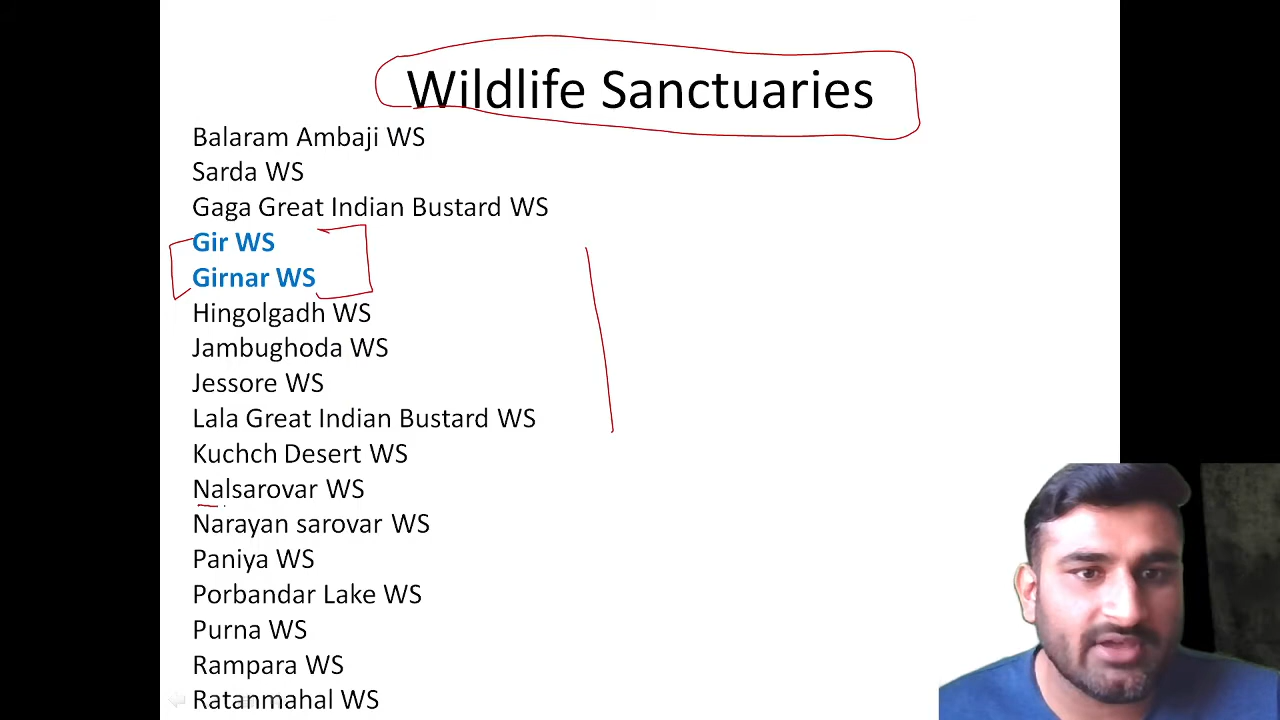 Wildlife Sanctuaries
Balaram Ambaji WS
Sarda WS
Gaga Great Indian Bustard WS
Gir WS
Girnar WS
Hingolgadh WS
Jambughoda WS
Jessore WS
Lala Great Indian Bustard WS
Kuchch Desert WS
Nalsarovar WS
Narayan sarovar WS
Paniya WS
Porbandar Lake WS
Purna WS
Rampara WS
Ratanmahal WS